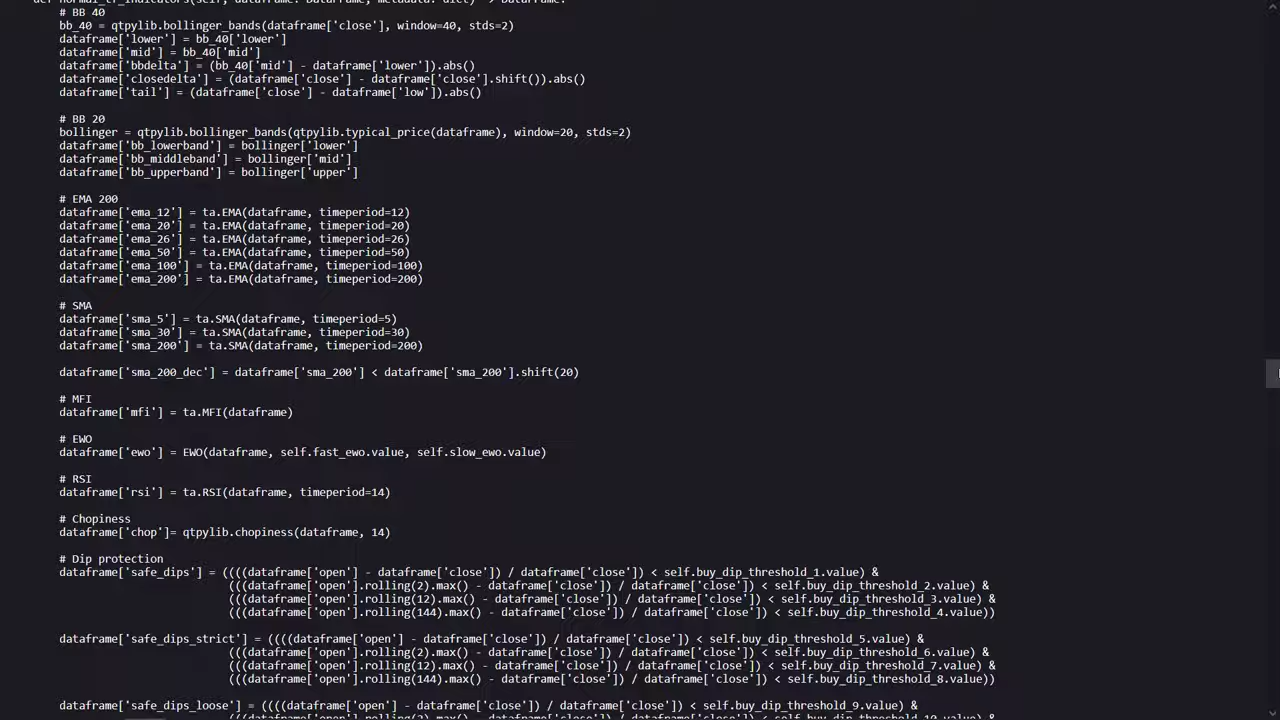 def normal_tf_indicators(self, dataframe: DataFrame, metadata: dict) -> DataFrame:
# BB 40
bb_40 = qtpylib.bollinger_bands(dataframe['close'], window=40, stds=2)
dataframe['lower'] = bb_40['lower']
dataframe['mid'] = bb_40['mid']
dataframe['bbdelta'] = (bb_40['mid'] - dataframe['lower']).abs()
dataframe['closedelta'] = (dataframe['close'] - dataframe['close'].shift()).abs()
dataframe['tail'] = (dataframe['close'] - dataframe['low']).abs()
# BB 20
bollinger = qtpylib.bollinger_bands(qtpylib.typical_price(dataframe), window=20, stds=2)
dataframe['bb_lowerband'] = bollinger['lower']
dataframe['bb_middleband'] = bollinger['mid']
dataframe['bb_upperband'] = bollinger['upper']
# EMA 200
dataframe['ema_12'] = ta.EMA(dataframe, timeperiod=12)
dataframe['ema_20'] = ta.EMA(dataframe, timeperiod=20)
dataframe['ema_26'] = ta.EMA(dataframe, timeperiod=26)
dataframe['ema_50'] = ta.EMA(dataframe, timeperiod=50)
dataframe['ema_100'] = ta.EMA(dataframe, timeperiod=100)
dataframe['ema_200'] = ta.EMA(dataframe, timeperiod=200)
# SMA
dataframe['sma_5'] = ta.SMA(dataframe, timeperiod=5)
dataframe['sma_30'] = ta.SMA(dataframe, timeperiod=30)
dataframe['sma_200'] = ta.SMA(dataframe, timeperiod=200)
dataframe['sma_200_dec'] = dataframe['sma_200'] < dataframe['sma_200'].shift(20)
# MFI
dataframe['mfi'] = ta.MFI(dataframe)
# EWO
dataframe['ewo'] = EWO(dataframe, self.fast_ewo.value, self.slow_ewo.value)
# RSI
dataframe['rsi'] = ta.RSI(dataframe, timeperiod=14)
# Chopiness
dataframe['chop']= qtpylib.chopiness(dataframe, 14)
# Dip protection
dataframe['safe_dips'] = ((((dataframe['open'] - dataframe['close']) / dataframe['close']) < self.buy_dip_threshold_1.value) &
(((dataframe['open'].rolling(2).max() - dataframe['close']) / dataframe['close']) < self.buy_dip_threshold_2.value) &
(((dataframe['open'].rolling(12).max() - dataframe['close']) / dataframe['close']) < self.buy_dip_threshold_3.value) &
(((dataframe['open'].rolling(144).max() - dataframe['close']) / dataframe['close']) < self.buy_dip_threshold_4.value))
dataframe['safe_dips_strict'] = ((((dataframe['open'] - dataframe['close']) / dataframe['close']) < self.buy_dip_threshold_5.value) &
(((dataframe['open'].rolling(2).max() - dataframe['close']) / dataframe['close']) < self.buy_dip_threshold_6.value) &
(((dataframe['open'].rolling(12).max() - dataframe['close']) / dataframe['close']) < self.buy_dip_threshold_7.value) &
(((dataframe['open'].rolling(144).max() - dataframe['close']) / dataframe['close']) < self.buy_dip_threshold_8.value))
dataframe['safe_dips_loose'] = ((((dataframe['open'] - dataframe['close']) / dataframe['close']) < self.buy_dip_threshold_9.value) &